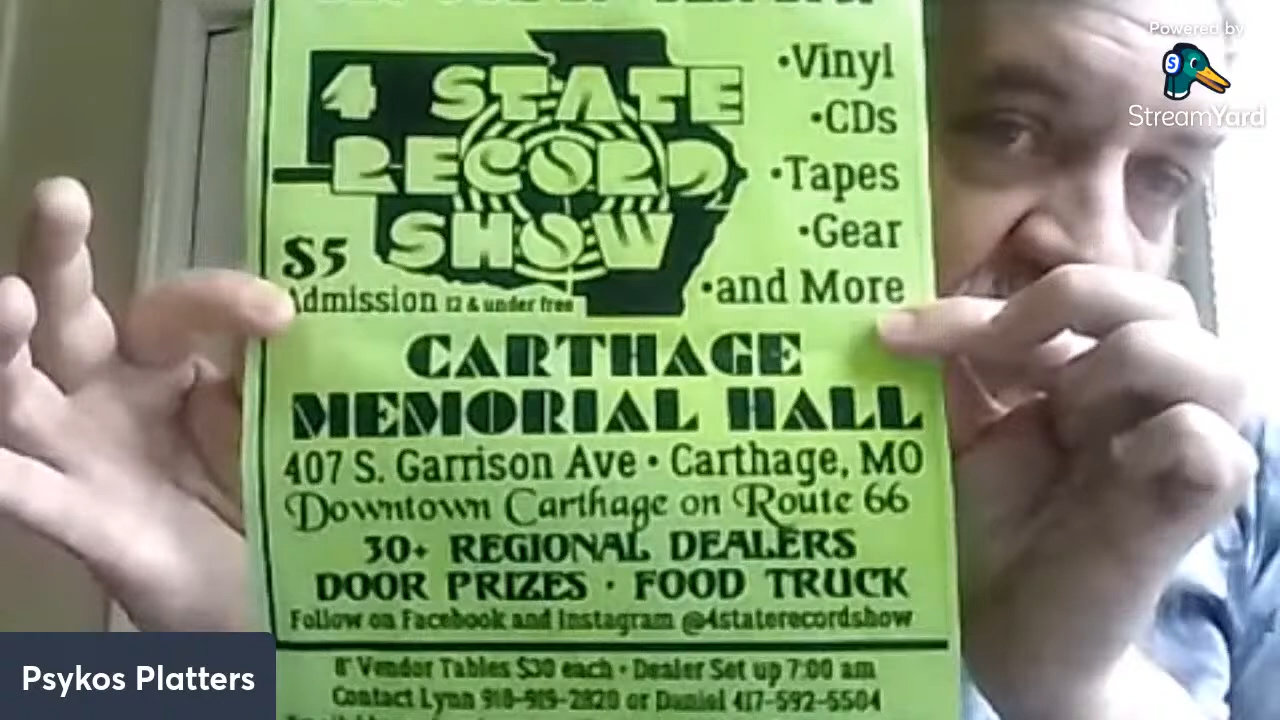 4 STATE
RECORD
SHOW
$5
Admission 12 & under free
•Vinyl
•CDs
•Tapes
•Gear
•and More
CARTHAGE
MEMORIAL HALL
407 S. Garrison Ave • Carthage, MO
Downtown Carthage on Route 66
30+ REGIONAL DEALERS
DOOR PRIZES • FOOD TRUCK
Follow on Facebook and Instagram @4staterecordshow
8' Vendor Tables $30 each • Dealer Set up 7:00 am
Contact Lynn 918-919-2820 or Daniel 417-592-5504
Powered by
StreamYard
Psykos Platters